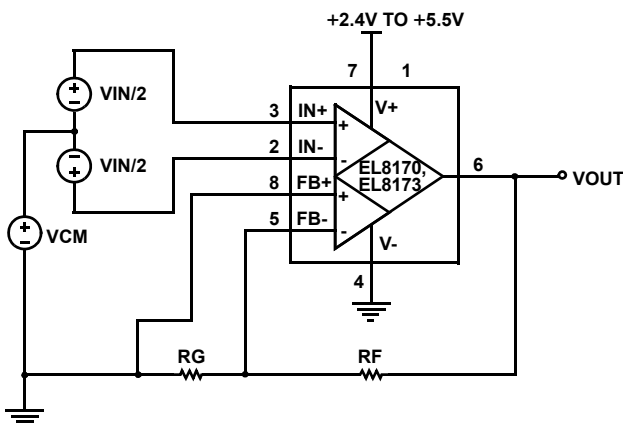 +2.4V TO +5.5V
7 1
VIN/2
3 IN+ V+
+
-
+
2 IN-
-
EL8170,
EL8173
6
VOUT
VIN/2
+
-
8 FB+
+
5 FB-
-
V-
+
-
VCM
4
RG RF